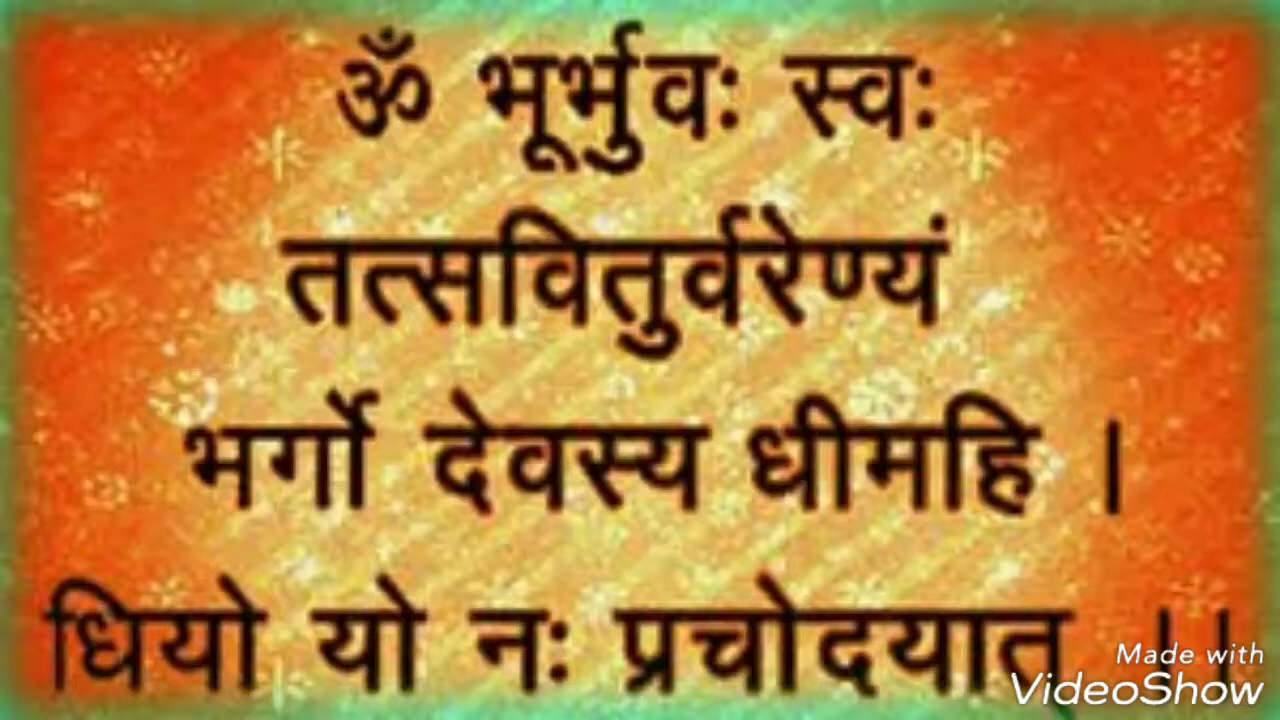 ॐ भूर्भुवः स्वः
तत्सवितुर्वरेण्यं
भर्गो देवस्य धीमहि ।
धियो यो नः प्रचोदयात् ।।
Made with
VideoShow